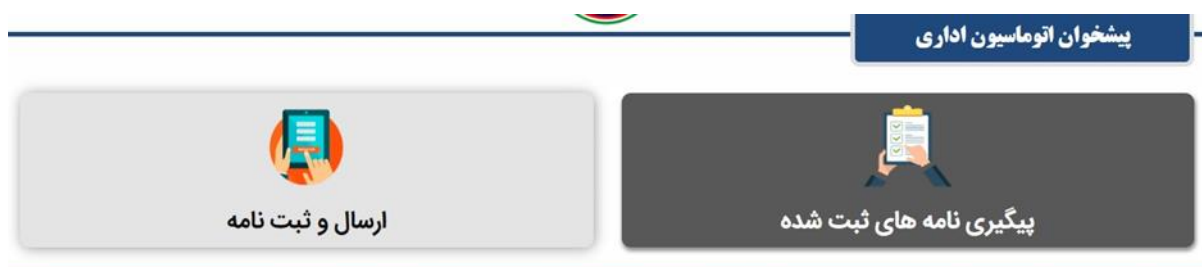 پیشخوان اتوماسیون اداری
پیگیری نامه های ثبت شده
ارسال و ثبت نامه